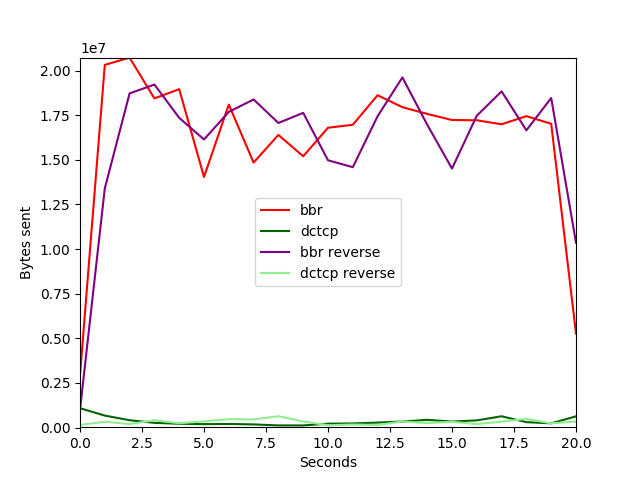 1e7
2.00
1.75
1.50
1.25
1.00
0.75
0.50
0.25
0.00
Bytes sent
bbr
dctcp
bbr reverse
dctcp reverse
0.0 2.5 5.0 7.5 10.0 12.5 15.0 17.5 20.0
Seconds